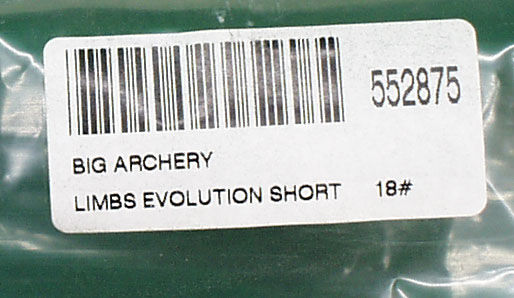 552875
BIG ARCHERY
LIMBS EVOLUTION SHORT 18#